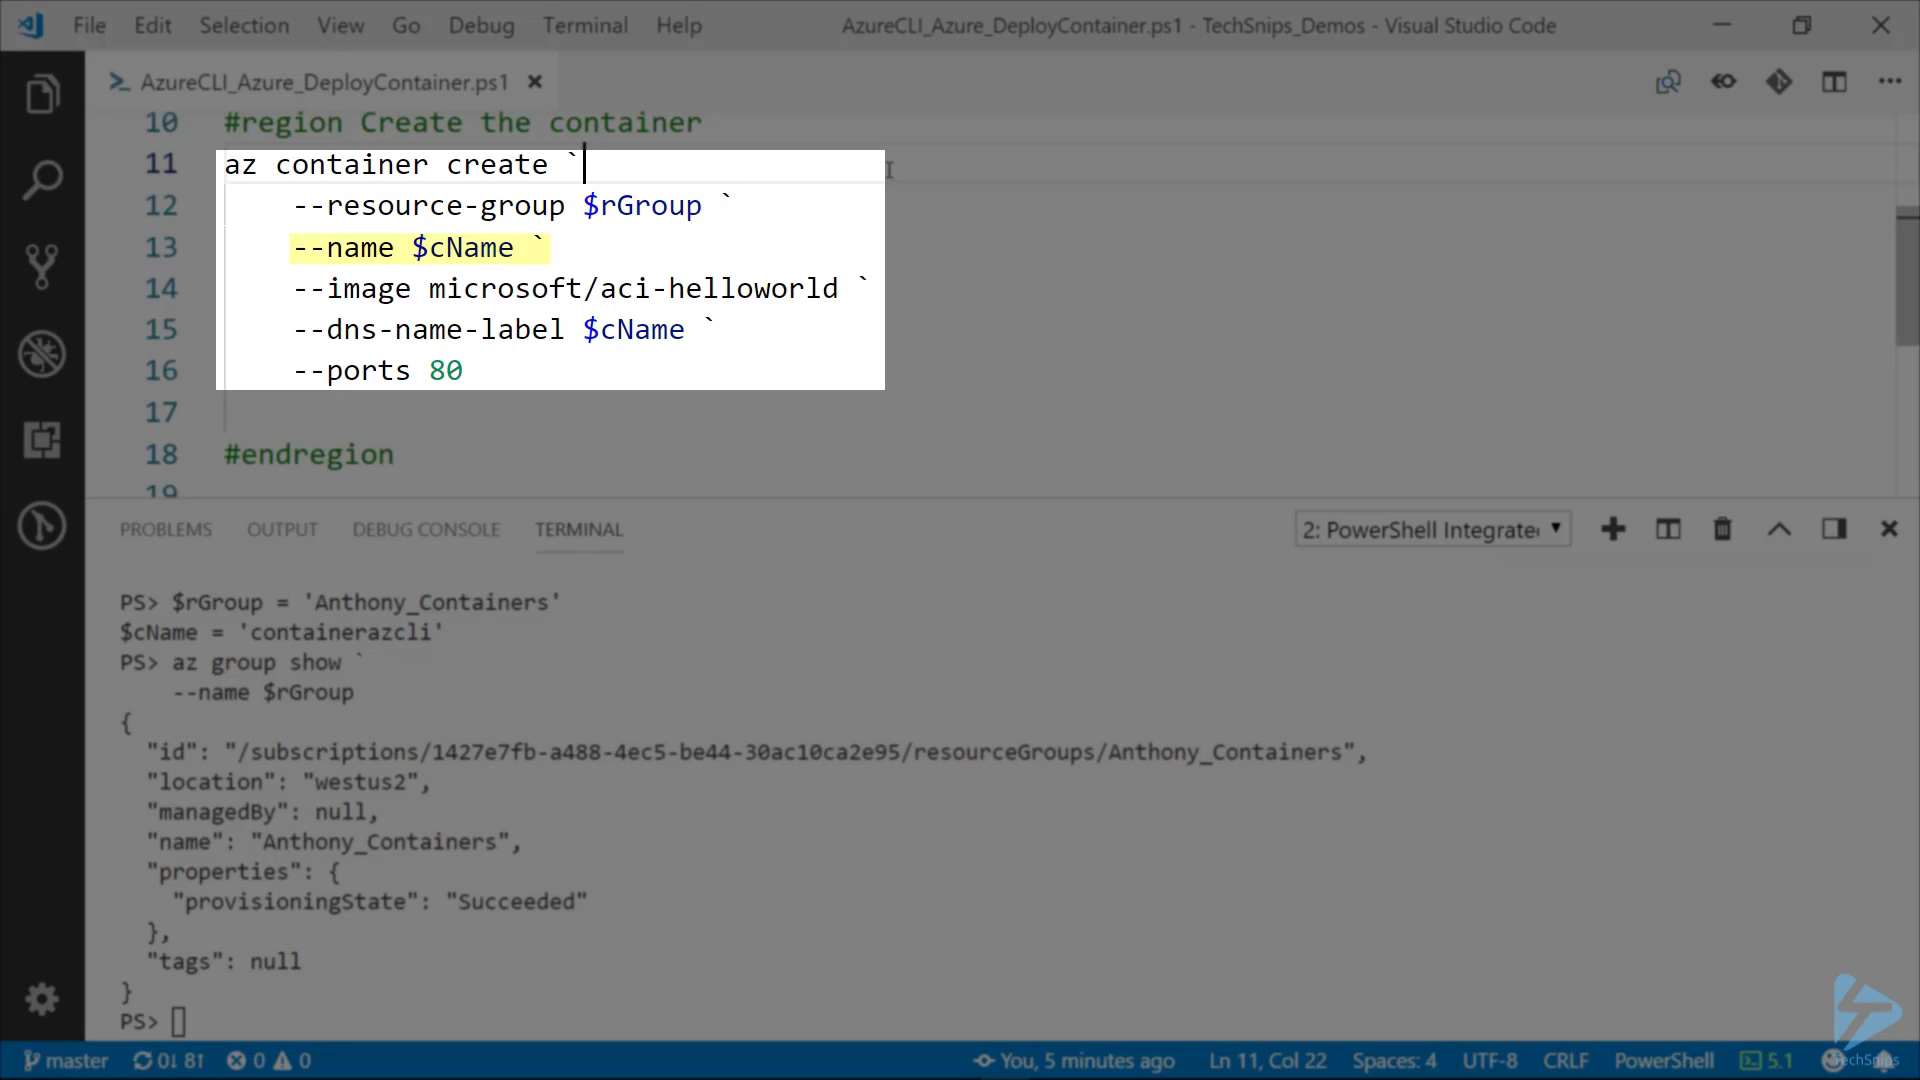 File Edit Selection View Go Debug Terminal Help AzureCLI_Azure_DeployContainer.ps1 - TechSnips_Demos - Visual Studio Code
AzureCLI_Azure_DeployContainer.ps1
10 #region Create the container
11 az container create `
12 --resource-group $rGroup `
13 --name $cName `
14 --image microsoft/aci-helloworld `
15 --dns-name-label $cName `
16 --ports 80
17
18 #endregion
19
PROBLEMS OUTPUT DEBUG CONSOLE TERMINAL 2: PowerShell Integrate
PS> $rGroup = 'Anthony_Containers'
$cName = 'containerazcli'
PS> az group show `
--name $rGroup
{
"id": "/subscriptions/1427e7fb-a488-4ec5-be44-30ac10ca2e95/resourceGroups/Anthony_Containers",
"location": "westus2",
"managedBy": null,
"name": "Anthony_Containers",
"properties": {
"provisioningState": "Succeeded"
},
"tags": null
}
PS>
master 0↓ 8↑ 0 0 You, 5 minutes ago Ln 11, Col 22 Spaces: 4 UTF-8 CRLF PowerShell 5.1
TechSnips